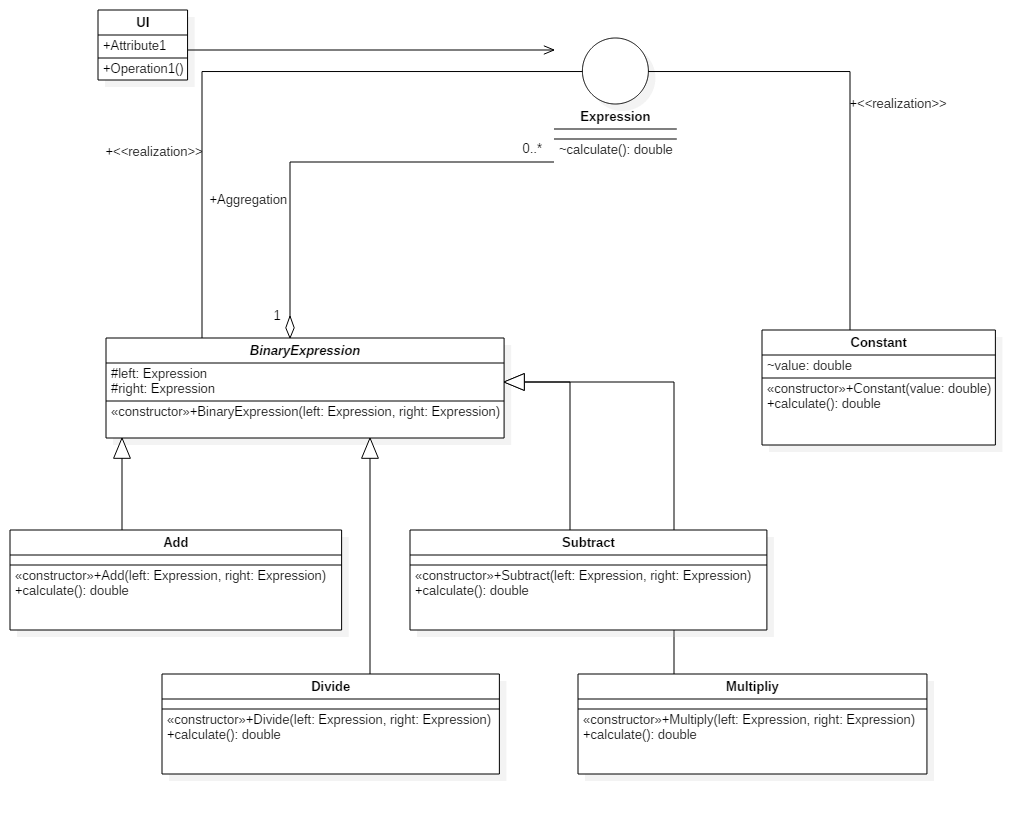 UI
+Attribute1
+Operation1()
Expression
~calculate(): double
0..*
+<<realization>>
+<<realization>>
+Aggregation
1
BinaryExpression
#left: Expression
#right: Expression
«constructor»+BinaryExpression(left: Expression, right: Expression)
Constant
~value: double
«constructor»+Constant(value: double)
+calculate(): double
Add
«constructor»+Add(left: Expression, right: Expression)
+calculate(): double
Subtract
«constructor»+Subtract(left: Expression, right: Expression)
+calculate(): double
Divide
«constructor»+Divide(left: Expression, right: Expression)
+calculate(): double
Multipliy
«constructor»+Multiply(left: Expression, right: Expression)
+calculate(): double